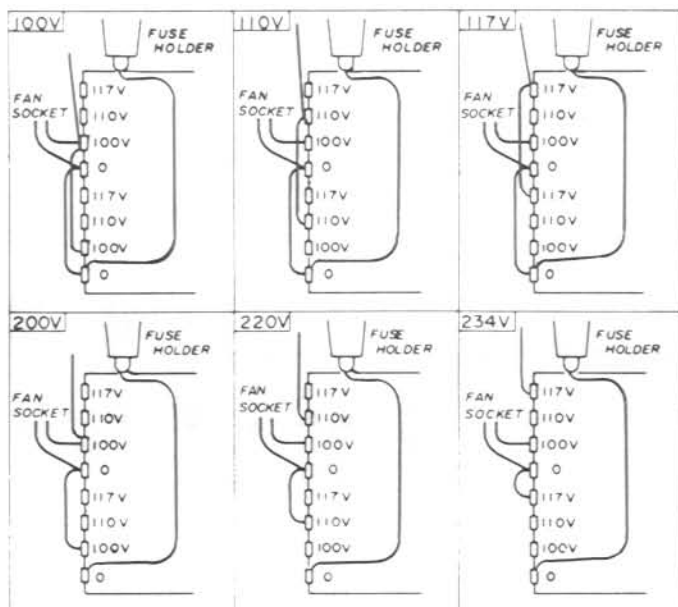 100V
FUSE
HOLDER
FAN
SOCKET
117V
110V
100V
0
117V
110V
100V
0
110V
FUSE
HOLDER
FAN
SOCKET
117V
110V
100V
0
117V
110V
100V
0
117V
FUSE
HOLDER
FAN
SOCKET
117V
110V
100V
0
117V
110V
100V
0
200V
FUSE
HOLDER
FAN
SOCKET
117V
110V
100V
0
117V
110V
100V
0
220V
FUSE
HOLDER
FAN
SOCKET
117V
110V
100V
0
117V
110V
100V
0
234V
FUSE
HOLDER
FAN
SOCKET
117V
110V
100V
0
117V
110V
100V
0